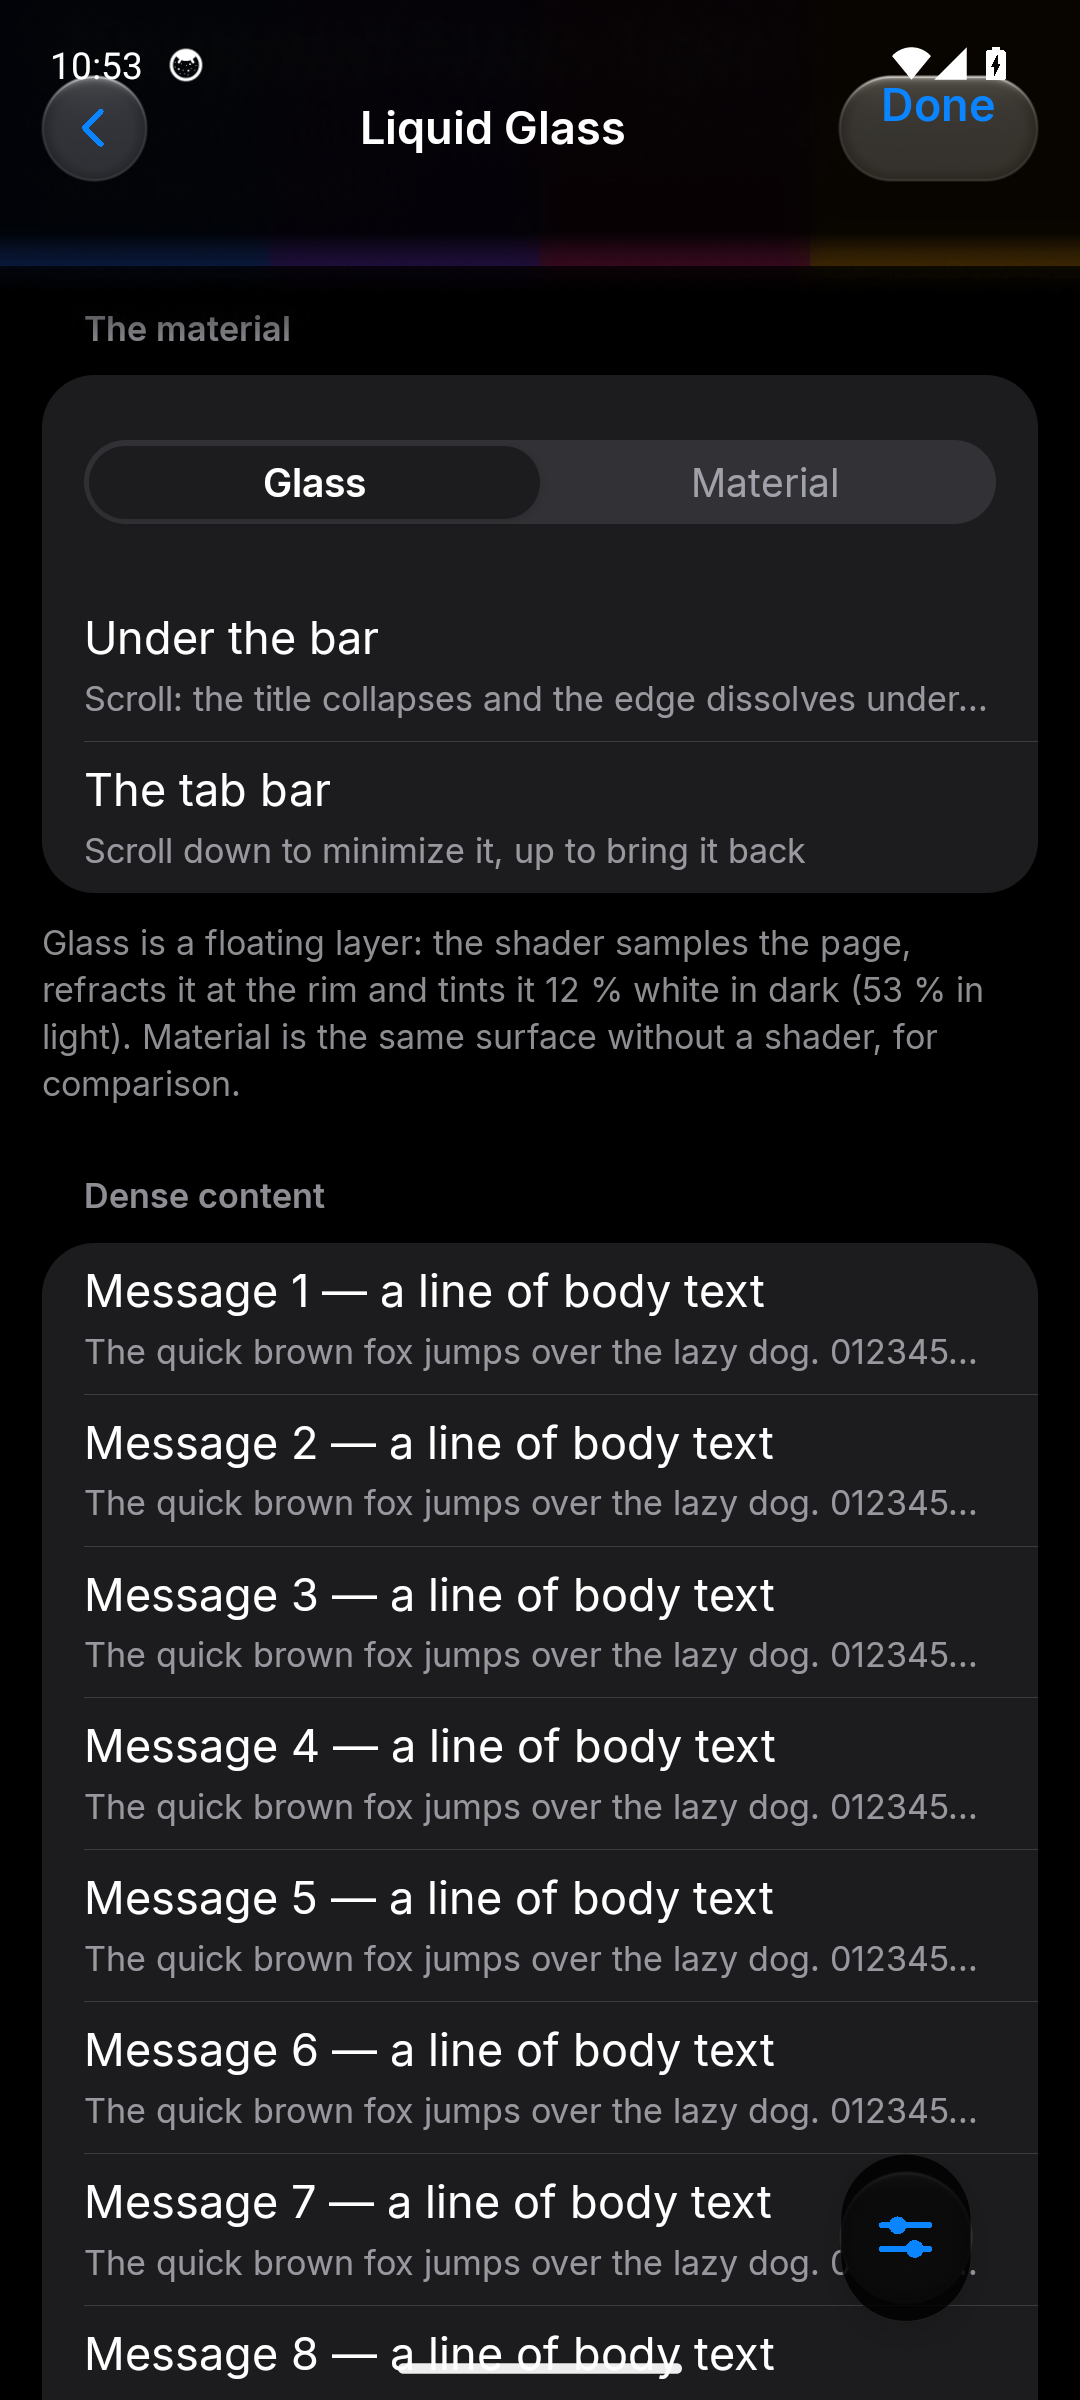 10:53
Liquid Glass
Done
The material
Glass
Material
Under the bar
Scroll: the title collapses and the edge dissolves under...
The tab bar
Scroll down to minimize it, up to bring it back
Glass is a floating layer: the shader samples the page,
refracts it at the rim and tints it 12 % white in dark (53 % in
light). Material is the same surface without a shader, for
comparison.
Dense content
Message 1 — a line of body text
The quick brown fox jumps over the lazy dog. 012345...
Message 2 — a line of body text
The quick brown fox jumps over the lazy dog. 012345...
Message 3 — a line of body text
The quick brown fox jumps over the lazy dog. 012345...
Message 4 — a line of body text
The quick brown fox jumps over the lazy dog. 012345...
Message 5 — a line of body text
The quick brown fox jumps over the lazy dog. 012345...
Message 6 — a line of body text
The quick brown fox jumps over the lazy dog. 012345...
Message 7 — a line of body text
The quick brown fox jumps over the lazy dog.
Message 8 — a line of body text